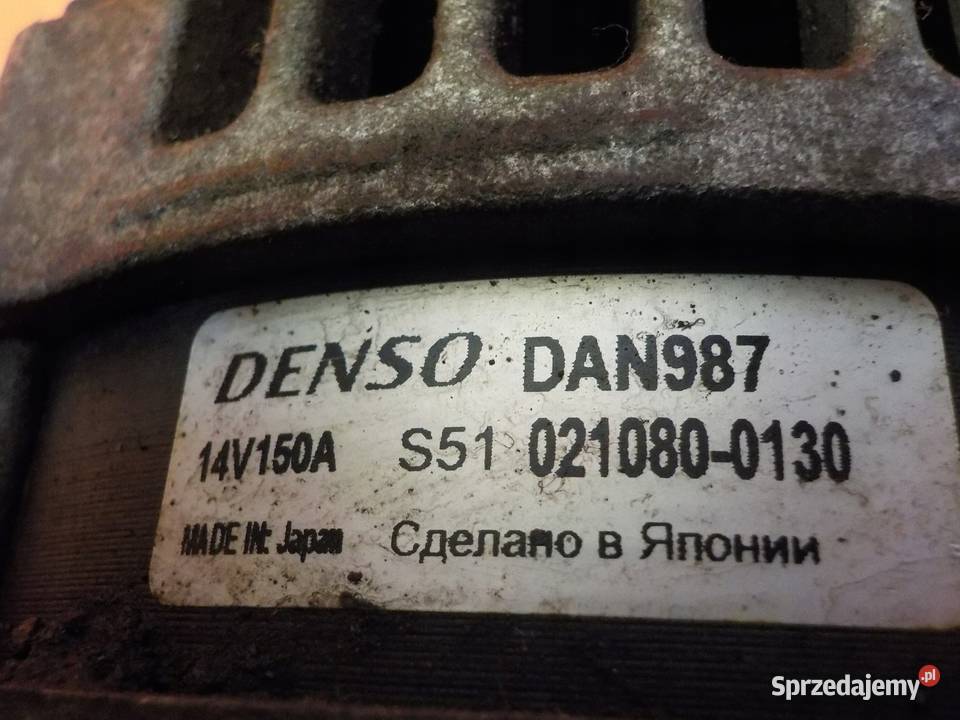 DENSO DAN987
14V150A S51 021080-0130
MADE IN: Japan Сделано в Японии
Sprzedajemy.pl